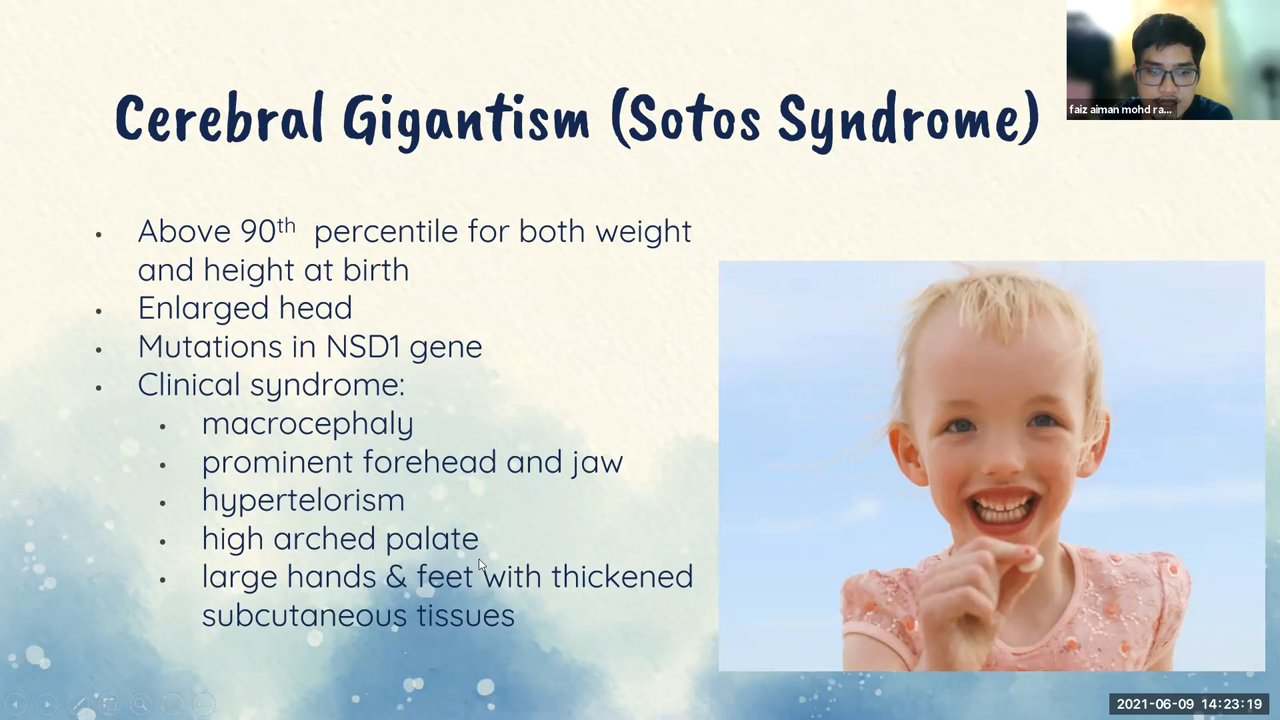 faiz aiman mohd ra...
Cerebral Gigantism (Sotos Syndrome)
• Above 90th percentile for both weight
and height at birth
• Enlarged head
• Mutations in NSD1 gene
• Clinical syndrome:
• macrocephaly
• prominent forehead and jaw
• hypertelorism
• high arched palate
• large hands & feet with thickened
subcutaneous tissues
2021-06-09 14:23:19